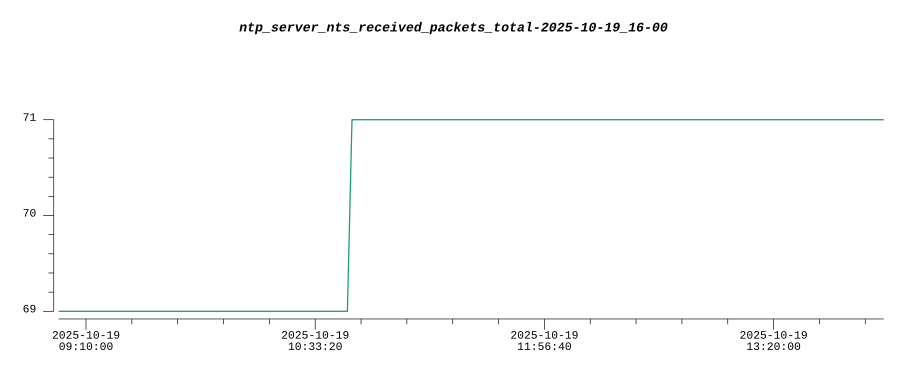 ntp_server_nts_received_packets_total-2025-10-19_16-00
71
70
69
2025-10-19 2025-10-19 2025-10-19 2025-10-19
09:10:00 10:33:20 11:56:40 13:20:00